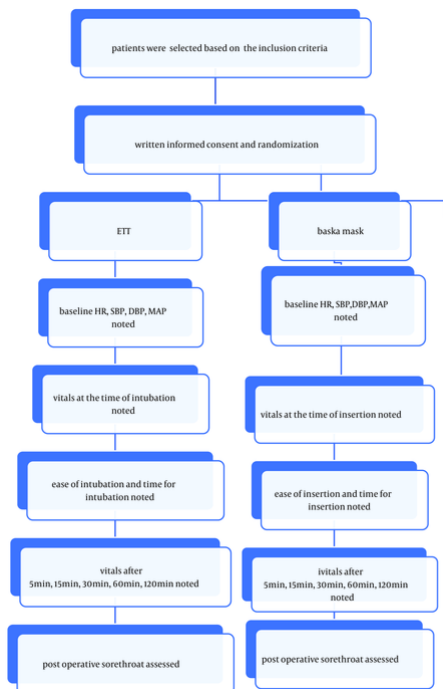 patients were selected based on the inclusion criteria
written informed consent and randomization
ETT
baseline HR, SBP, DBP, MAP
noted
vitals at the time of intubation
noted
ease of intubation and time for
intubation noted
vitals after
5min, 15min, 30min, 60min, 120min noted
post operative sorethroat assessed
baska mask
baseline HR, SBP,DBP,MAP
noted
vitals at the time of insertion noted
ease of insertion and time for
insertion noted
ivitals after
5min, 15min, 30min, 60min, 120min
noted
post operative sorethroat assessed